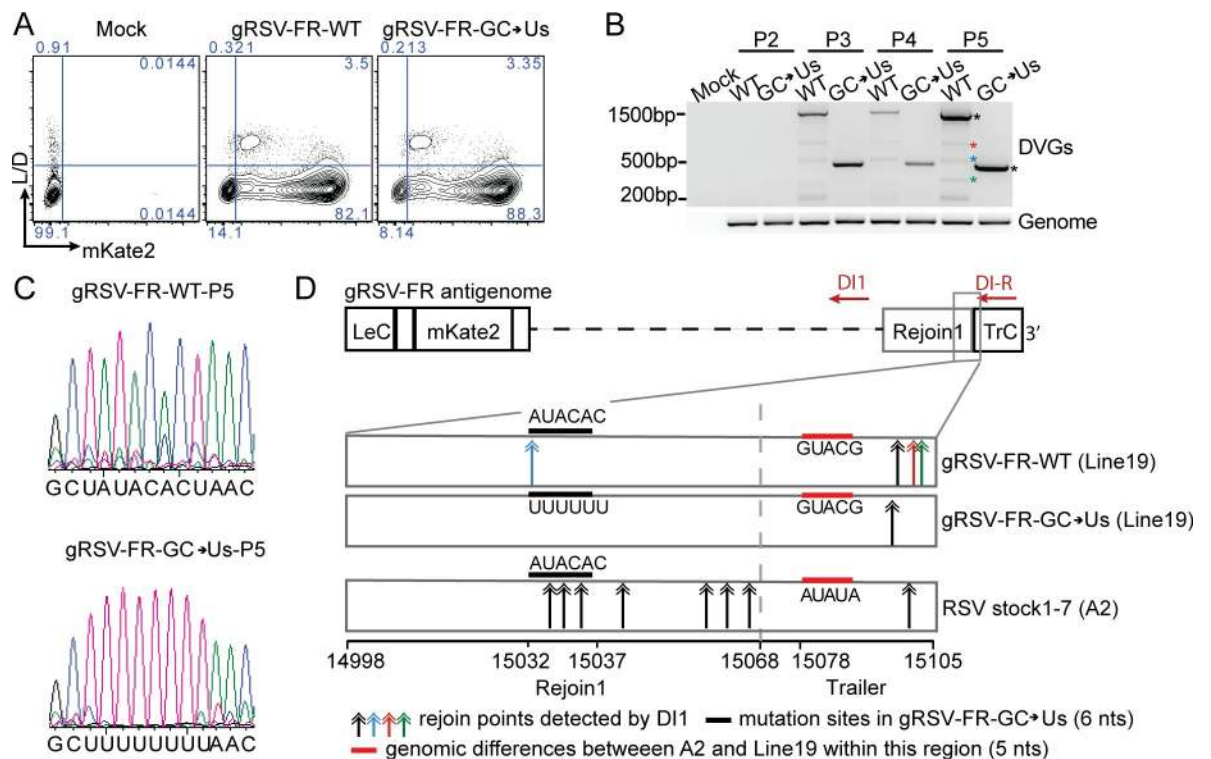 A
Mock
gRSV-FR-WT
gRSV-FR-GC➔Us
0.91
0.0144
0.321
3.5
0.213
3.35
L/D
99.1
0.0144
14.1
82.1
8.14
88.3
mKate2
B
P2
P3
P4
P5
Mock
WT
GC➔Us
WT
GC➔Us
WT
GC➔Us
WT
GC➔Us
1500bp
500bp
200bp
*
*
*
*
*
DVGs
Genome
C
gRSV-FR-WT-P5
GCUAUACACUAAC
gRSV-FR-GC➔Us-P5
GCUUUUUUUUAAC
D
gRSV-FR antigenome
DI1
DI-R
LeC
mKate2
Rejoin1
TrC
3′
AUACAC
GUACG
gRSV-FR-WT (Line19)
UUUUUU
GUACG
gRSV-FR-GC➔Us (Line19)
AUACAC
AUAUA
RSV stock1-7 (A2)
14998
15032
15037
15068
15078
15105
Rejoin1
Trailer
rejoin points detected by DI1
mutation sites in gRSV-FR-GC➔Us (6 nts)
genomic differences betweeen A2 and Line19 within this region (5 nts)